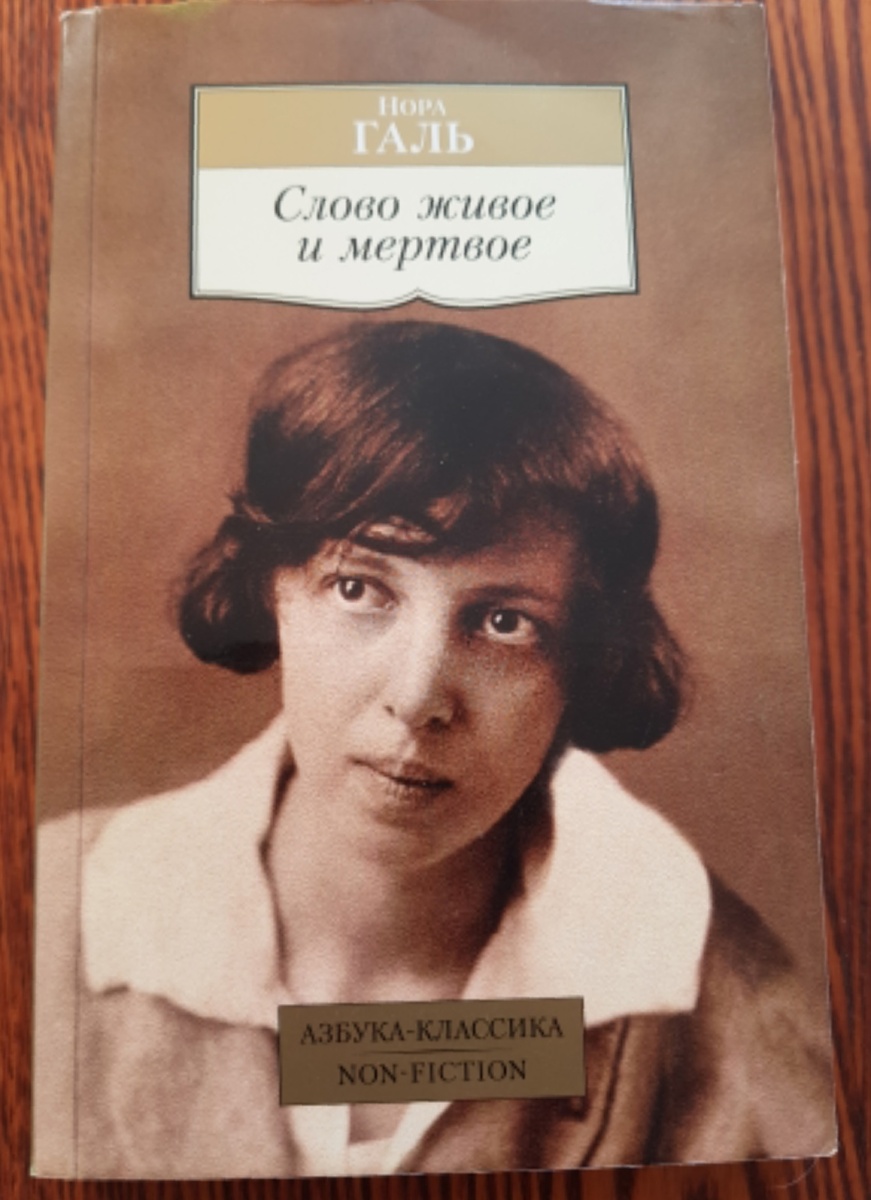 Нора
ГАЛЬ
Слово живое
и мертвое
АЗБУКА-КЛАССИКА
NON-FICTION